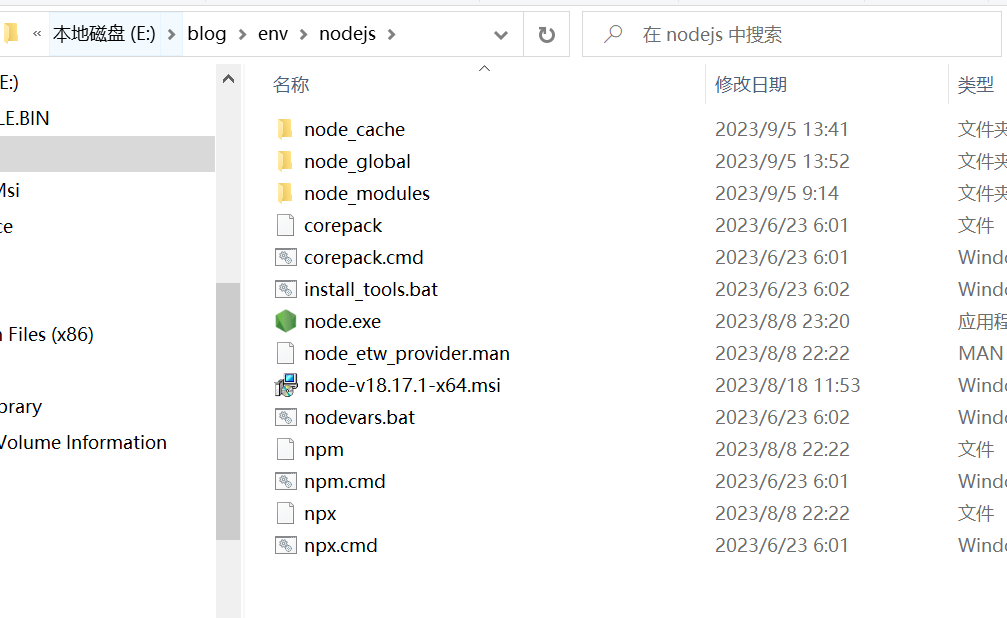 « 本地磁盘 (E:) > blog > env > nodejs >
在 nodejs 中搜索
E:)
LE.BIN
Msi
ce
n Files (x86)
orary
Volume Information
名称 修改日期 类型
node_cache 2023/9/5 13:41 文件夹
node_global 2023/9/5 13:52 文件夹
node_modules 2023/9/5 9:14 文件夹
corepack 2023/6/23 6:01 文件
corepack.cmd 2023/6/23 6:01 Windo
install_tools.bat 2023/6/23 6:02 Windo
node.exe 2023/8/8 23:20 应用程
node_etw_provider.man 2023/8/8 22:22 MAN
node-v18.17.1-x64.msi 2023/8/18 11:53 Windo
nodevars.bat 2023/6/23 6:02 Windo
npm 2023/8/8 22:22 文件
npm.cmd 2023/6/23 6:01 Windo
npx 2023/8/8 22:22 文件
npx.cmd 2023/6/23 6:01 Windo